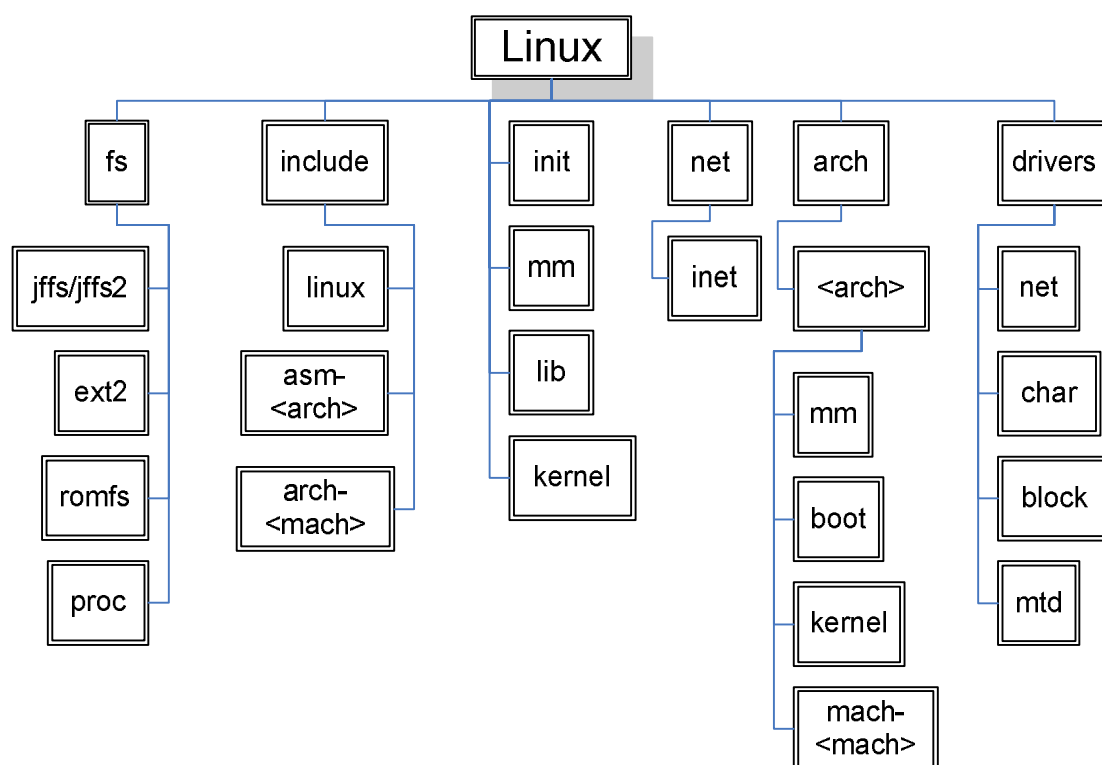 Linux
fs
include
init
net
arch
drivers
jffs/jffs2
linux
mm
inet
<arch>
net
ext2
asm-
<arch>
lib
mm
char
romfs
arch-
<mach>
kernel
boot
block
proc
kernel
mtd
mach-
<mach>